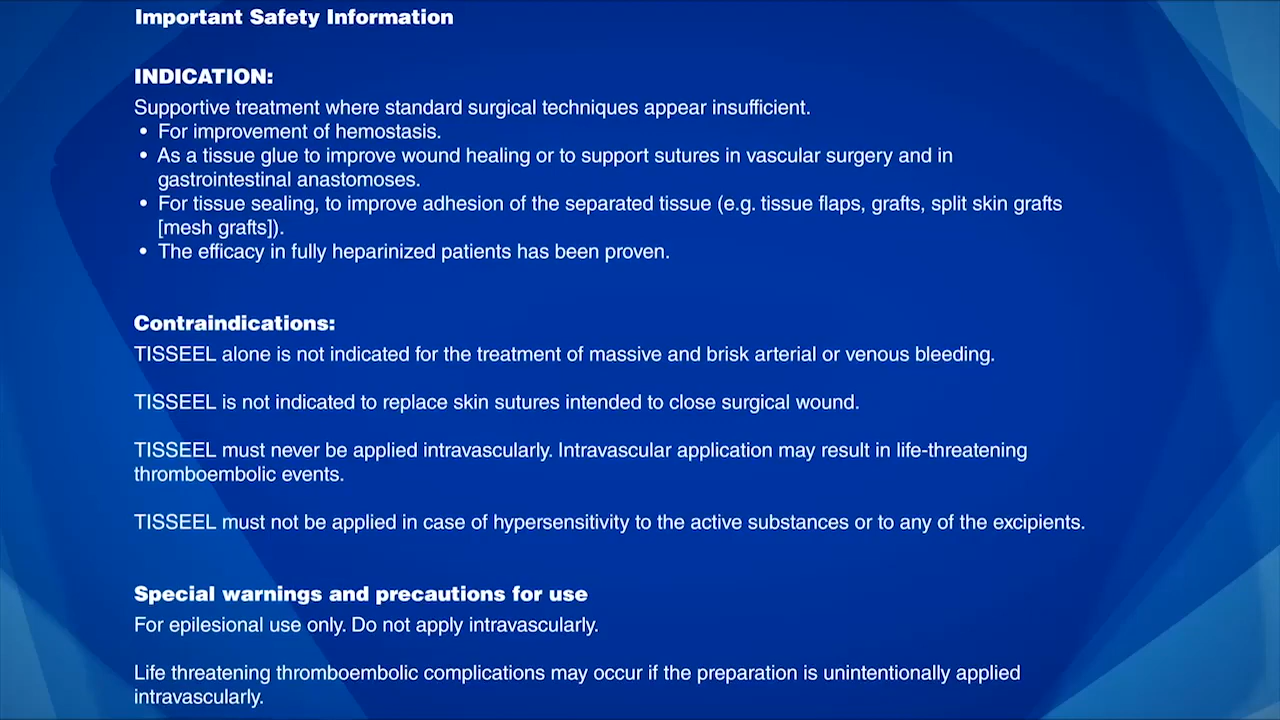 Important Safety Information
INDICATION:
Supportive treatment where standard surgical techniques appear insufficient.
• For improvement of hemostasis.
• As a tissue glue to improve wound healing or to support sutures in vascular surgery and in
gastrointestinal anastomoses.
• For tissue sealing, to improve adhesion of the separated tissue (e.g. tissue flaps, grafts, split skin grafts
[mesh grafts]).
• The efficacy in fully heparinized patients has been proven.
Contraindications:
TISSEEL alone is not indicated for the treatment of massive and brisk arterial or venous bleeding.
TISSEEL is not indicated to replace skin sutures intended to close surgical wound.
TISSEEL must never be applied intravascularly. Intravascular application may result in life-threatening
thromboembolic events.
TISSEEL must not be applied in case of hypersensitivity to the active substances or to any of the excipients.
Special warnings and precautions for use
For epilesional use only. Do not apply intravascularly.
Life threatening thromboembolic complications may occur if the preparation is unintentionally applied
intravascularly.